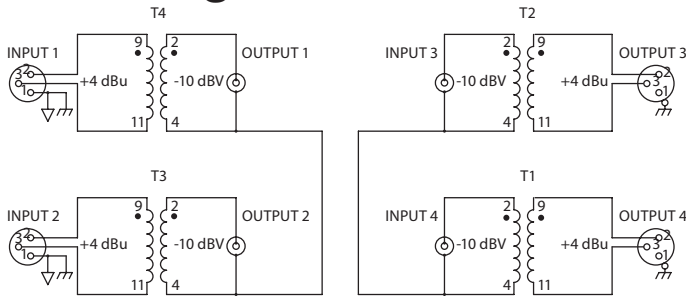 T4
T2
INPUT 1
9
2
OUTPUT 1
INPUT 3
2
9
OUTPUT 3
3 2 1
+4 dBu
-10 dBV
-10 dBV
+4 dBu
2 3 1
11
4
4
11
T3
T1
INPUT 2
9
2
OUTPUT 2
INPUT 4
2
9
OUTPUT 4
3 2 1
+4 dBu
-10 dBV
-10 dBV
+4 dBu
2 3 1
11
4
4
11